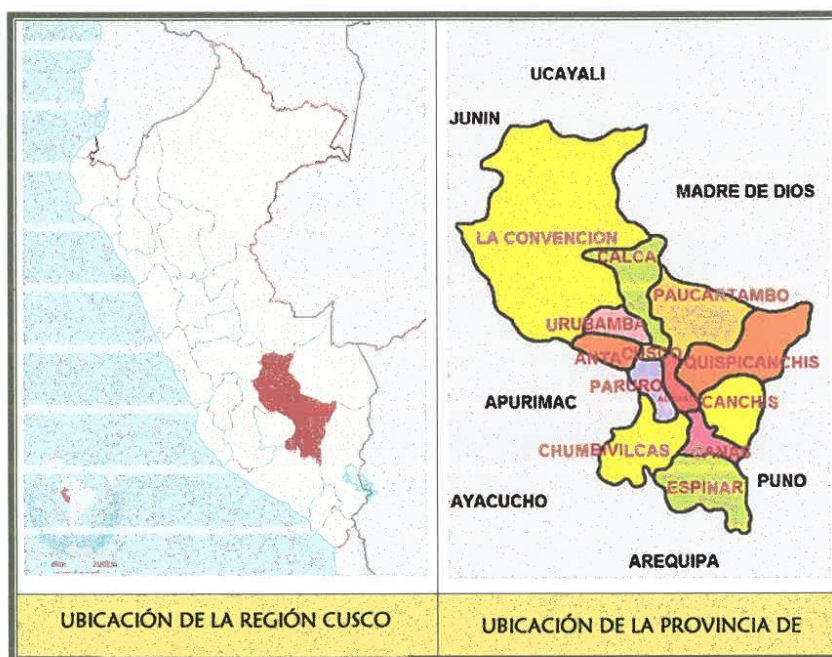 UCAYALI
JUNIN
MADRE DE DIOS
LA CONVENCIÓN
CALCA
PAUCARTAMBO
URUBAMBA
ANTA CUSCO QUISPICANCHIS
PARURO
APURIMAC
CANCHIS
CHUMBIVILCAS CANAS
ESPINAR
PUNO
AYACUCHO
AREQUIPA
UBICACIÓN DE LA REGIÓN CUSCO
UBICACIÓN DE LA PROVINCIA DE